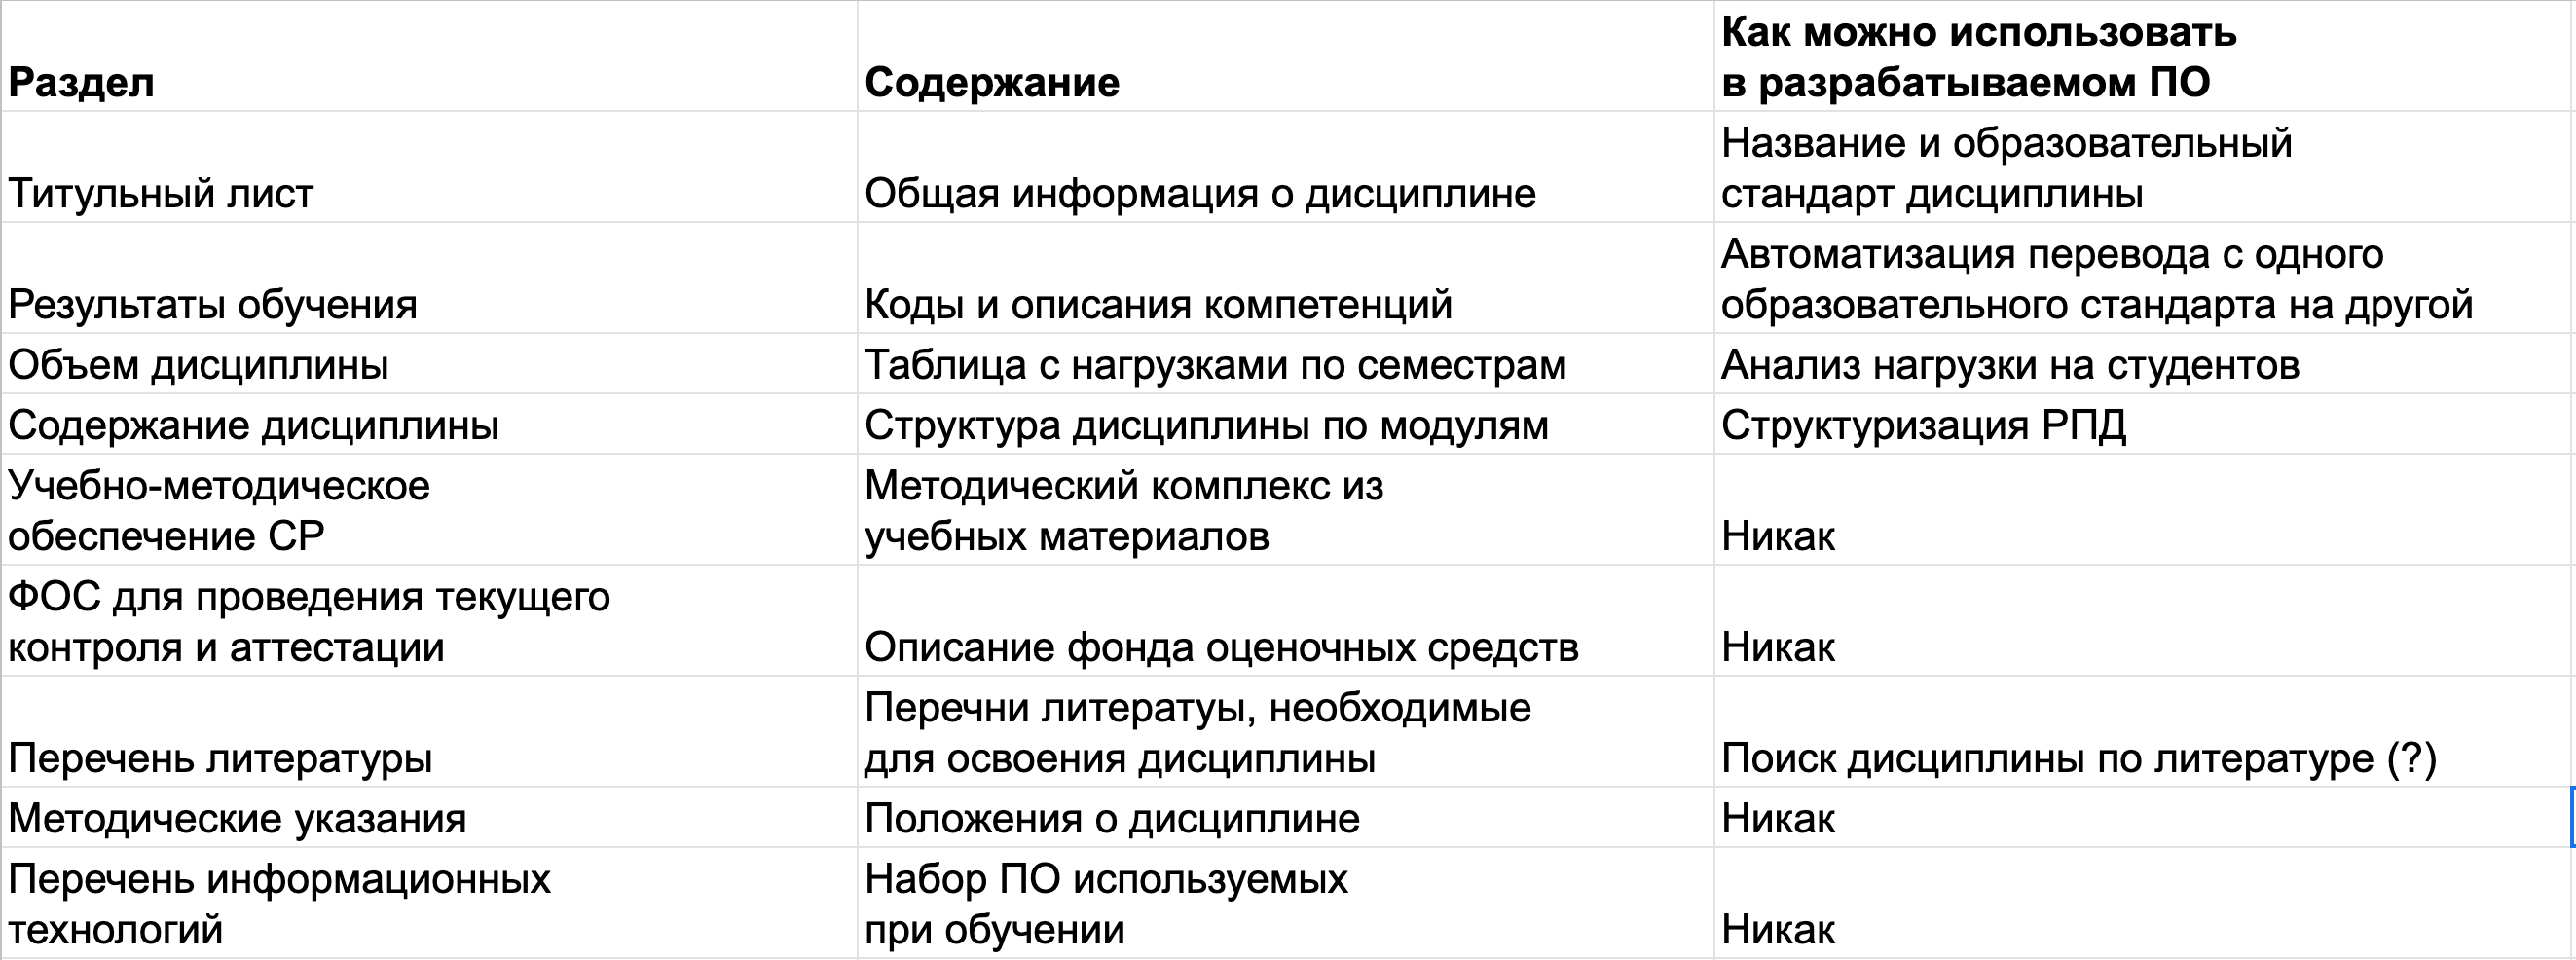 Раздел
Содержание
Как можно использовать
в разрабатываемом ПО
Титульный лист
Общая информация о дисциплине
Название и образовательный
стандарт дисциплины
Результаты обучения
Коды и описания компетенций
Автоматизация перевода с одного
образовательного стандарта на другой
Объем дисциплины
Таблица с нагрузками по семестрам
Анализ нагрузки на студентов
Содержание дисциплины
Структура дисциплины по модулям
Структуризация РПД
Учебно-методическое
обеспечение СР
Методический комплекс из
учебных материалов
Никак
ФОС для проведения текущего
контроля и аттестации
Описание фонда оценочных средств
Никак
Перечень литературы
Перечни литератуы, необходимые
для освоения дисциплины
Поиск дисциплины по литературе (?)
Методические указания
Положения о дисциплине
Никак
Перечень информационных
технологий
Набор ПО используемых
при обучении
Никак